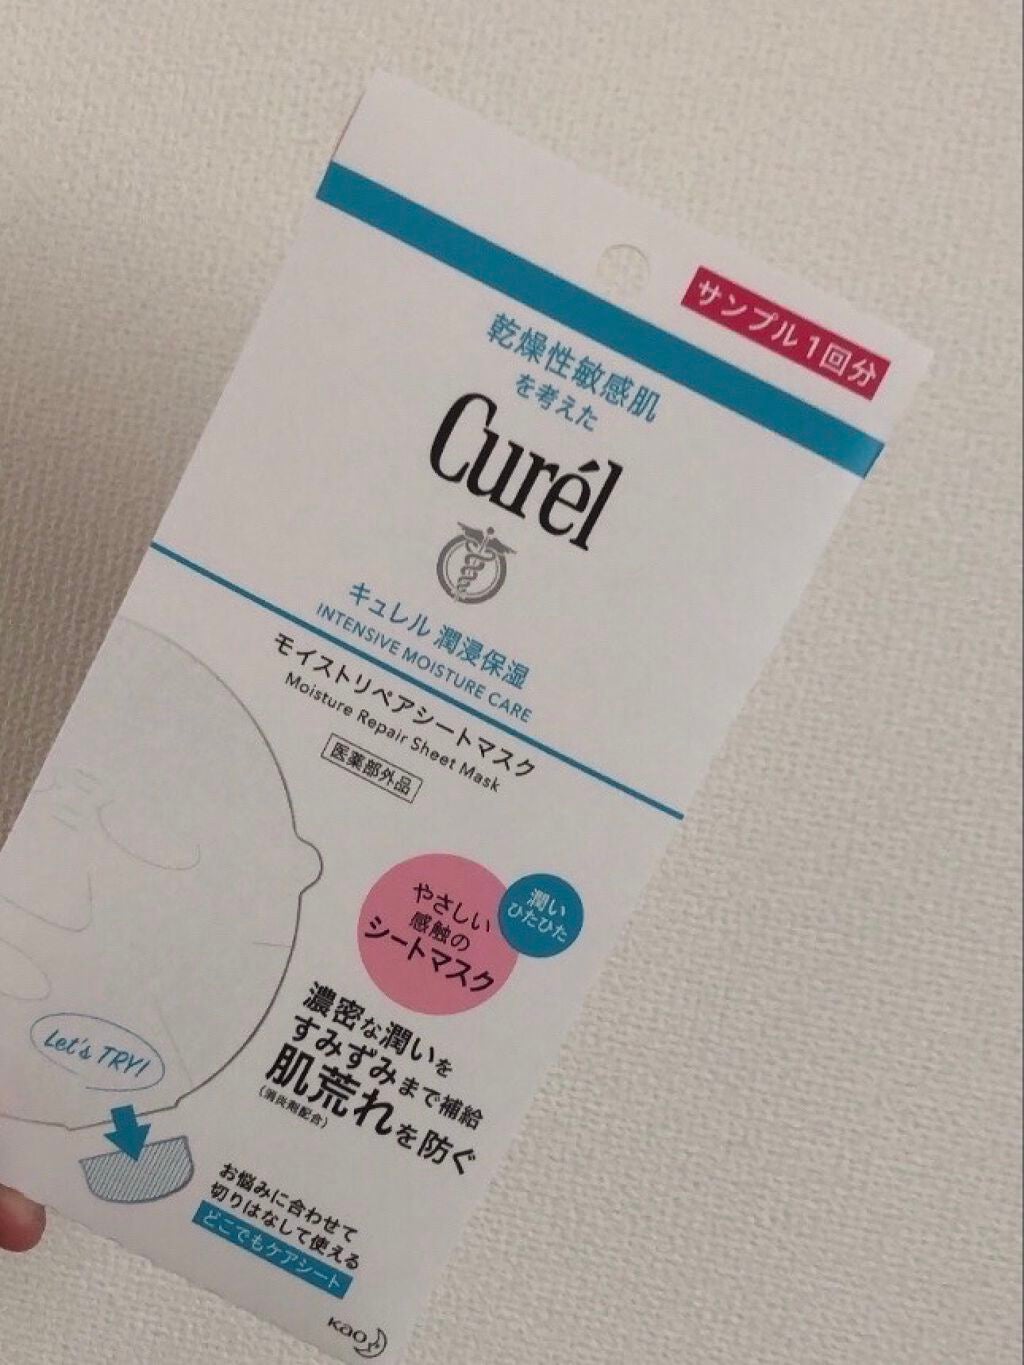 サンプル1回分
乾燥性敏感肌
を考えた
Curél
キュレル 潤浸保湿
INTENSIVE MOISTURE CARE
モイストリペアシートマスク
Moisture Repair Sheet Mask
医薬部外品
やさしい
感触の
シートマスク
潤い
ひたひた
濃密な潤いを
すみずみまで補給
肌荒れを防ぐ
(消炎剤配合)
Let's TRY!
お悩みに合わせて
切りはなして使える
どこでもケアシート
kao